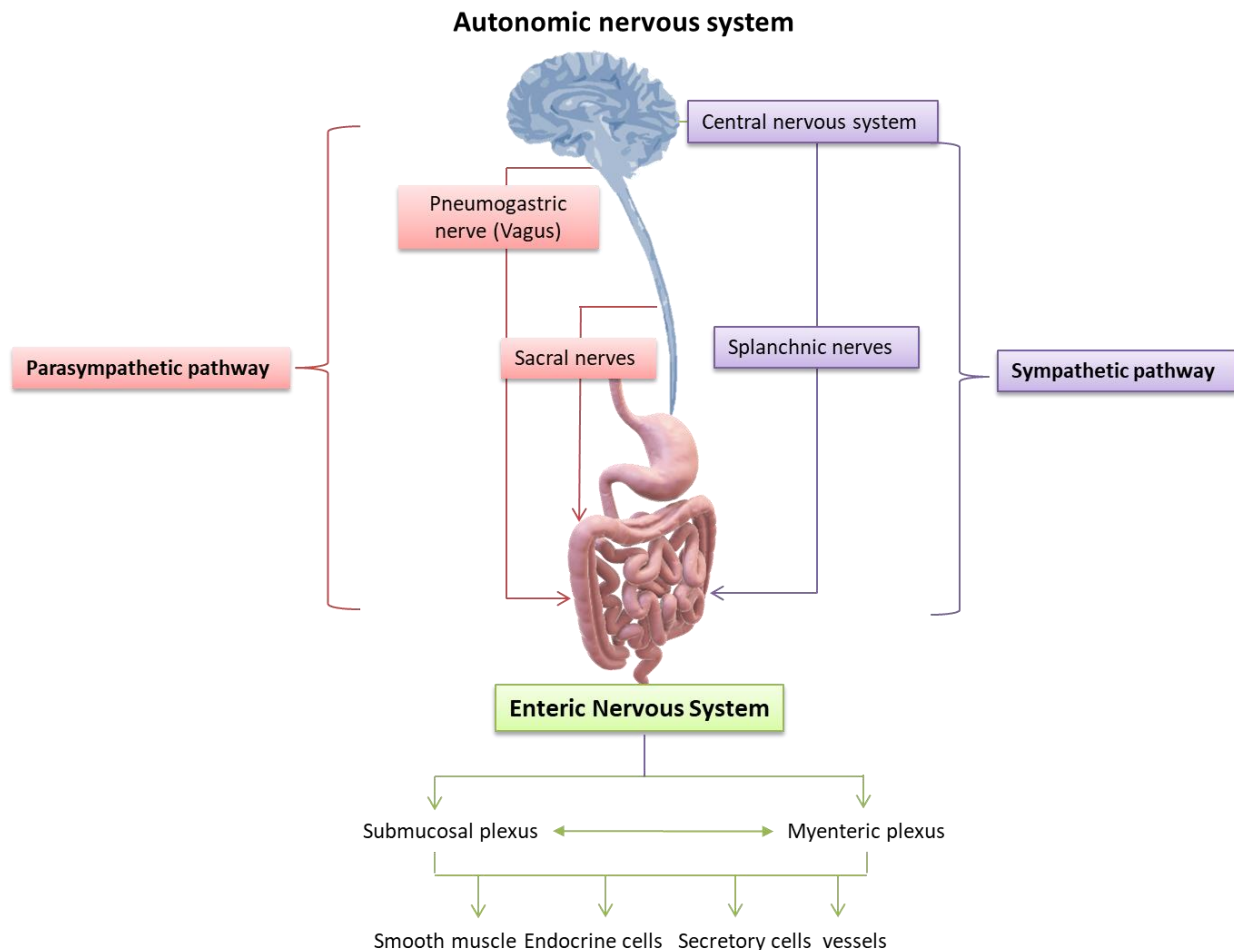 Autonomic nervous system
Central nervous system
Pneumogastric
nerve (Vagus)
Sacral nerves
Splanchnic nerves
Parasympathetic pathway
Sympathetic pathway
Enteric Nervous System
Submucosal plexus
Myenteric plexus
Smooth muscle Endocrine cells Secretory cells vessels